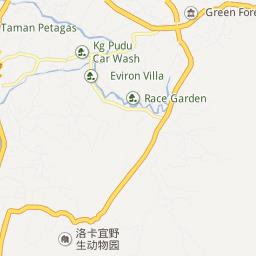 Green Fore
Taman Petagas
Kg Pudu
Car Wash
Eviron Villa
Race Garden
洛卡宜野
生动物园